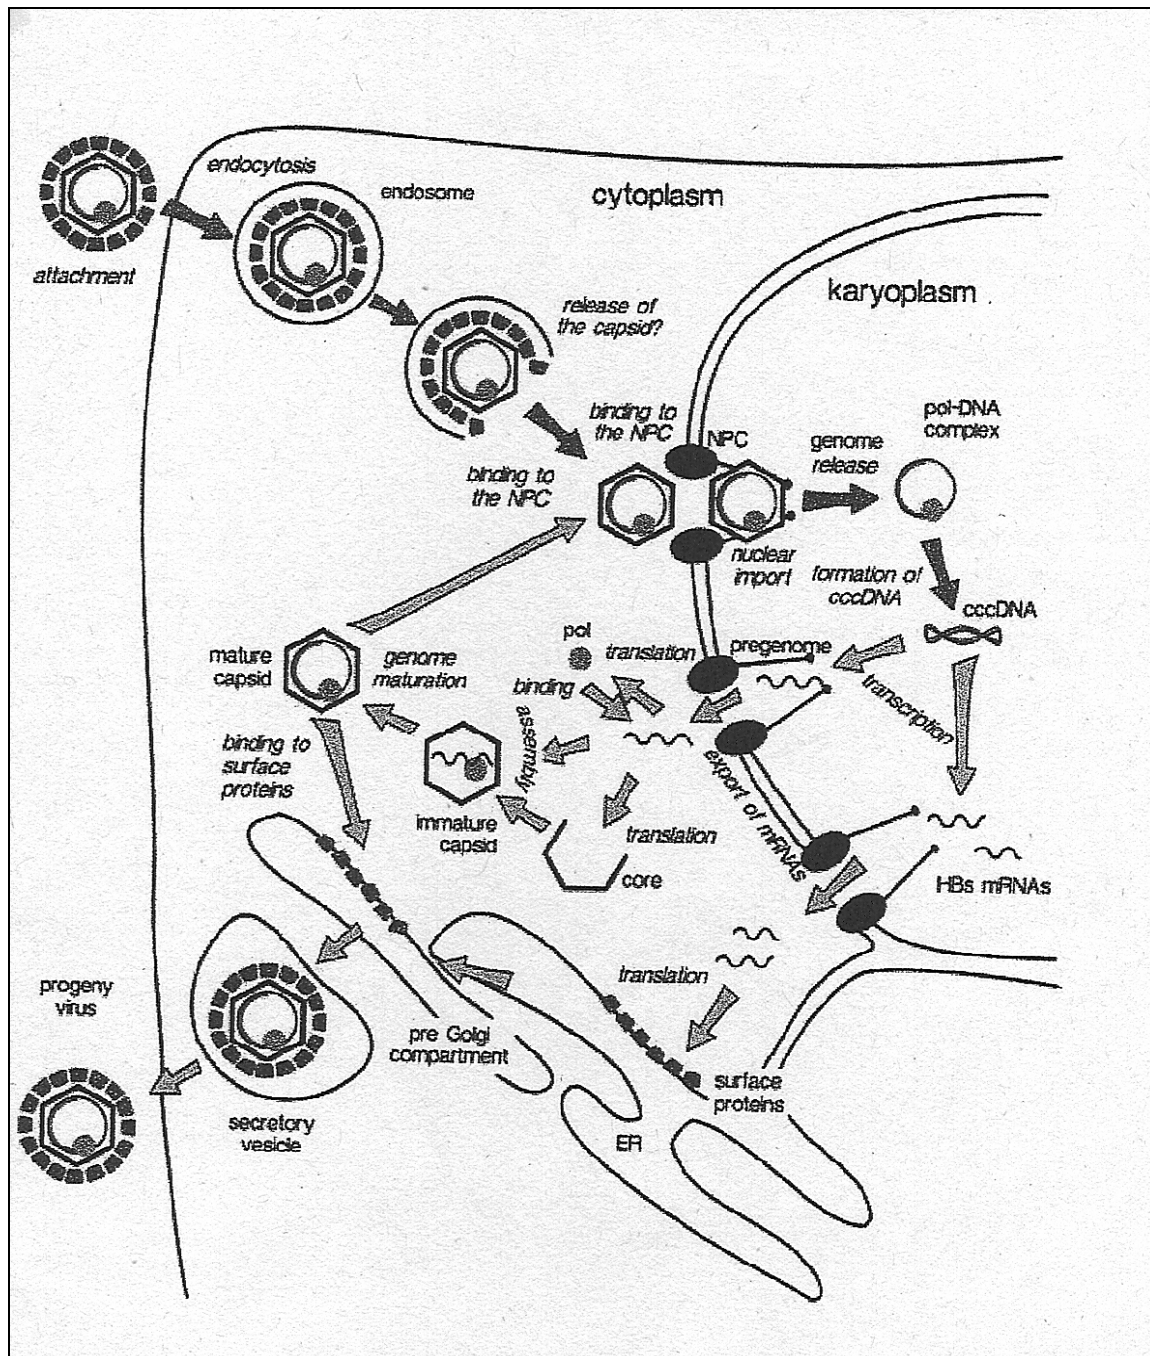 endocytosis
endosome
cytoplasm
attachment
karyoplasm
release of
the capsid?
binding to
the NPC
NPC
pol-DNA
complex
genome
release
binding to
the NPC
nuclear
import
formation of
cccDNA
cccDNA
pol
translation
pregenome
mature
capsid
genome
maturation
binding
transcription
assembly
binding to
surface
proteins
export of mRNAs
immature
capsid
translation
core
HBs mRNAs
translation
progeny
virus
pre Golgi
compartment
surface
proteins
secretory
vesicle
ER